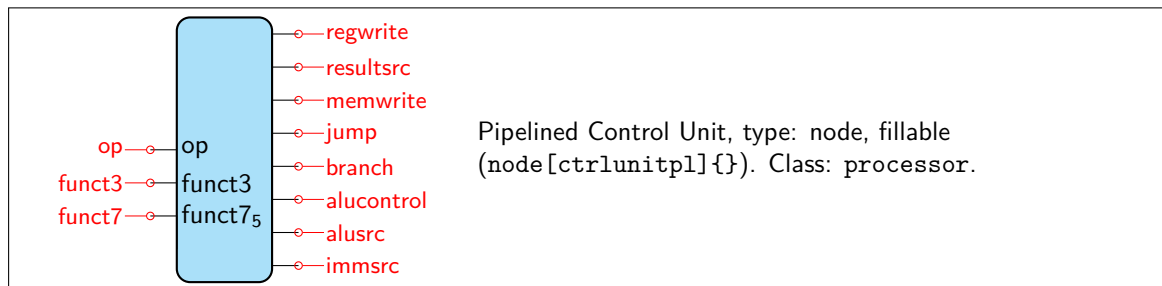 regwrite
resultsrc
memwrite
jump
branch
alucontrol
alusrc
immsrc
op
funct3
funct7
op
funct3
funct7₅
Pipelined Control Unit, type: node, fillable
(node[ctrlunitpl]{}). Class: processor.